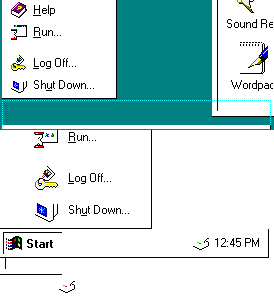 Help
Run...
Log Off...
Shut Down...
Sound Re
Wordpad
Run...
Log Off...
Shut Down...
Start
12:45 PM